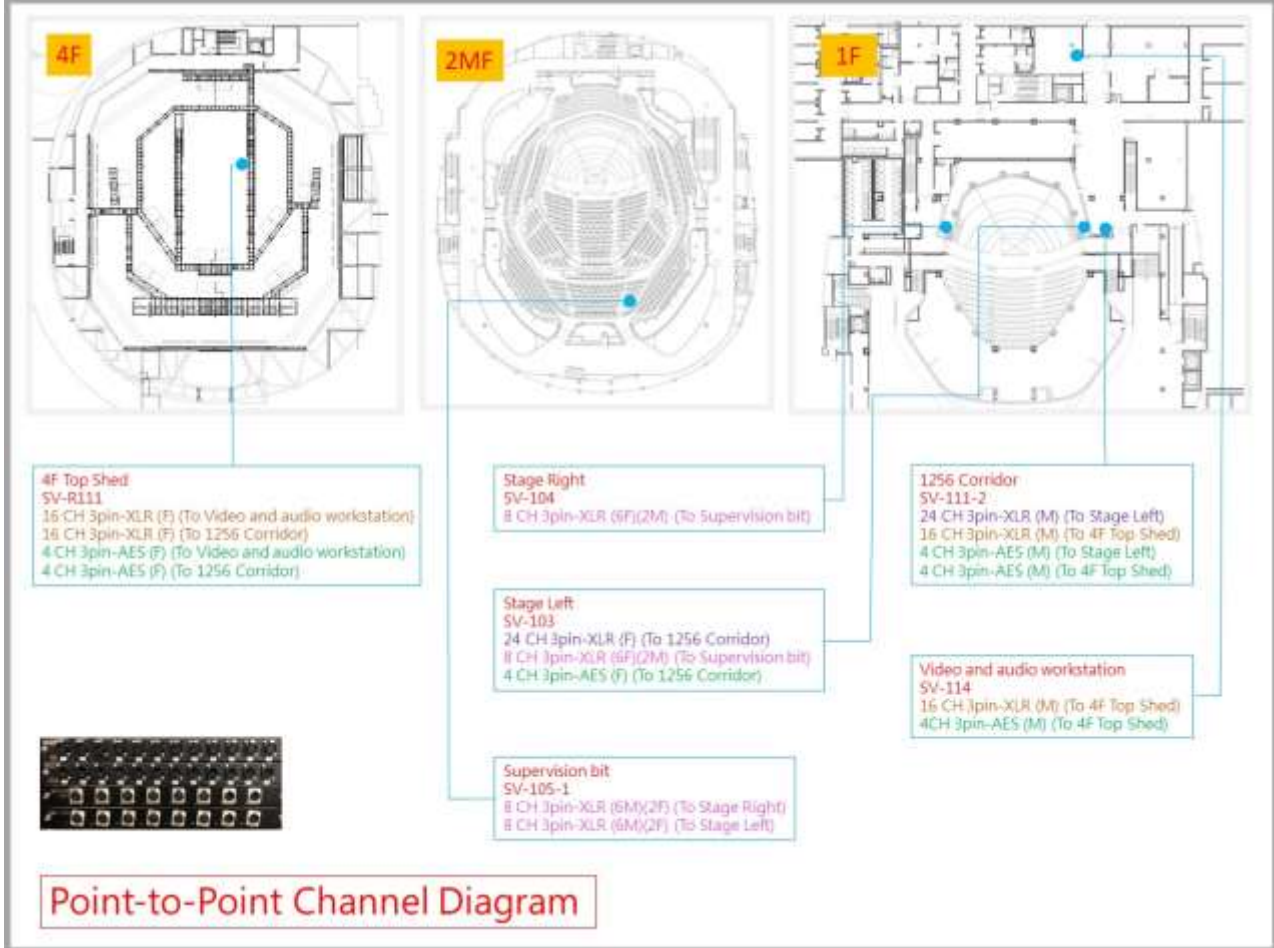 4F
2MF
1F
4F Top Shed
SV-R111
16 CH 3pin-XLR (F) (To Video and audio workstation)
16 CH 3pin-XLR (F) (To 1256 Corridor)
4 CH 3pin-AES (F) (To Video and audio workstation)
4 CH 3pin-AES (F) (To 1256 Corridor)
Stage Right
SV-104
8 CH 3pin-XLR (6F)(2M) (To Supervision bit)
Stage Left
SV-103
24 CH 3pin-XLR (F) (To 1256 Corridor)
8 CH 3pin-XLR (6F)(2M) (To Supervision bit)
4 CH 3pin-AES (F) (To 1256 Corridor)
Supervision bit
SV-105-1
8 CH 3pin-XLR (6M)(2F) (To Stage Right)
8 CH 3pin-XLR (6M)(2F) (To Stage Left)
1256 Corridor
SV-111-2
24 CH 3pin-XLR (M) (To Stage Left)
16 CH 3pin-XLR (M) (To 4F Top Shed)
4 CH 3pin-AES (M) (To Stage Left)
4 CH 3pin-AES (M) (To 4F Top Shed)
Video and audio workstation
SV-114
16 CH 3pin-XLR (M) (To 4F Top Shed)
4CH 3pin-AES (M) (To 4F Top Shed)
Point-to-Point Channel Diagram